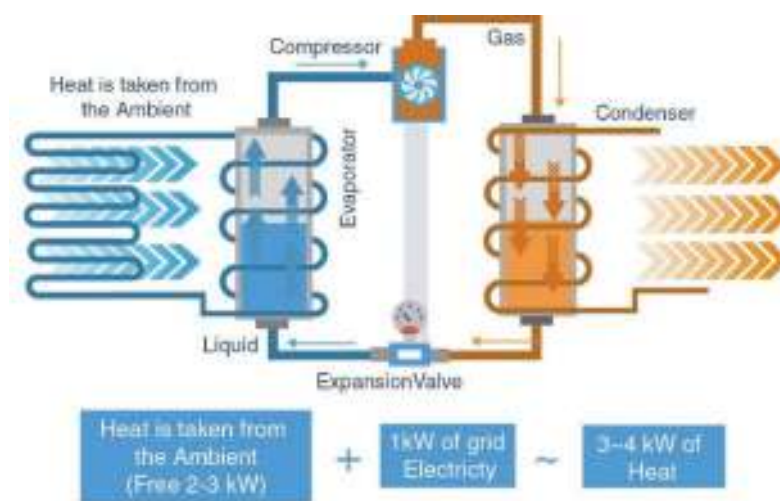 Compressor
Gas
Heat is taken from
the Ambient
Condenser
Evaporator
Liquid
ExpansionValve
Heat is taken from
the Ambient
(Free 2-3 kW)
+
1kW of grid
Electricty
~
3–4 kW of
Heat